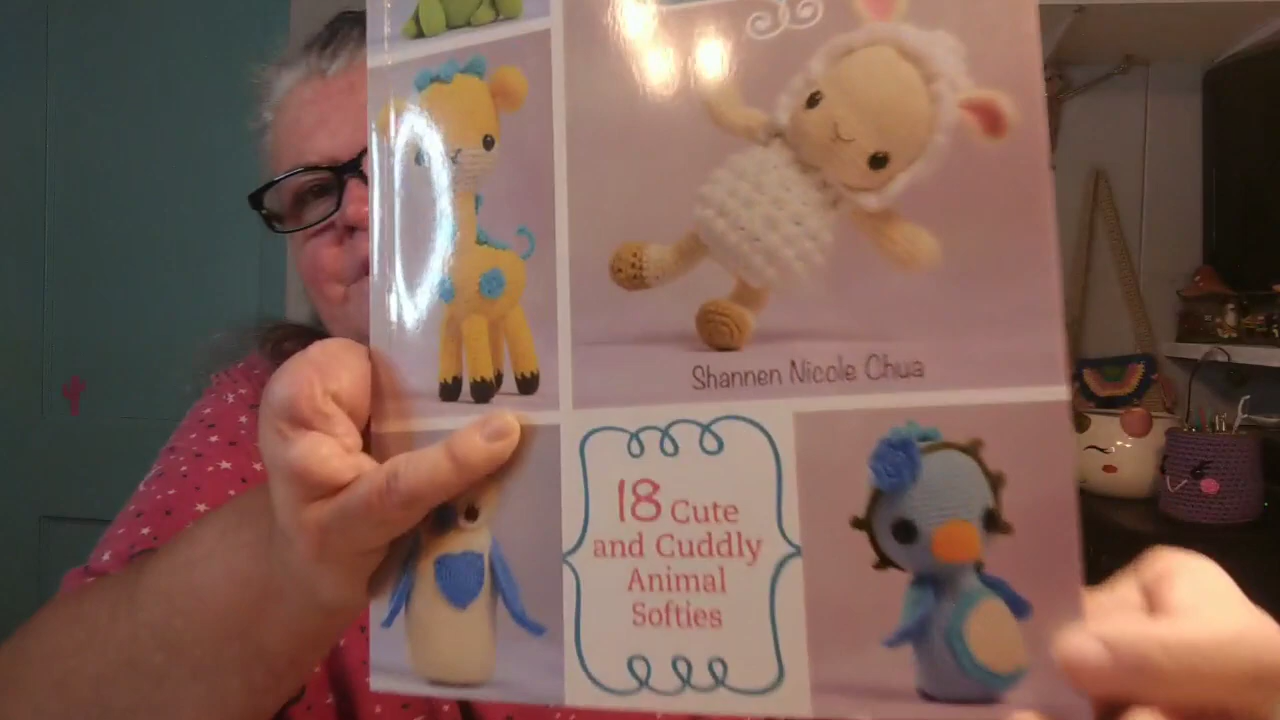 Shannen Nicole Chua
18 Cute
and Cuddly
Animal
Softies